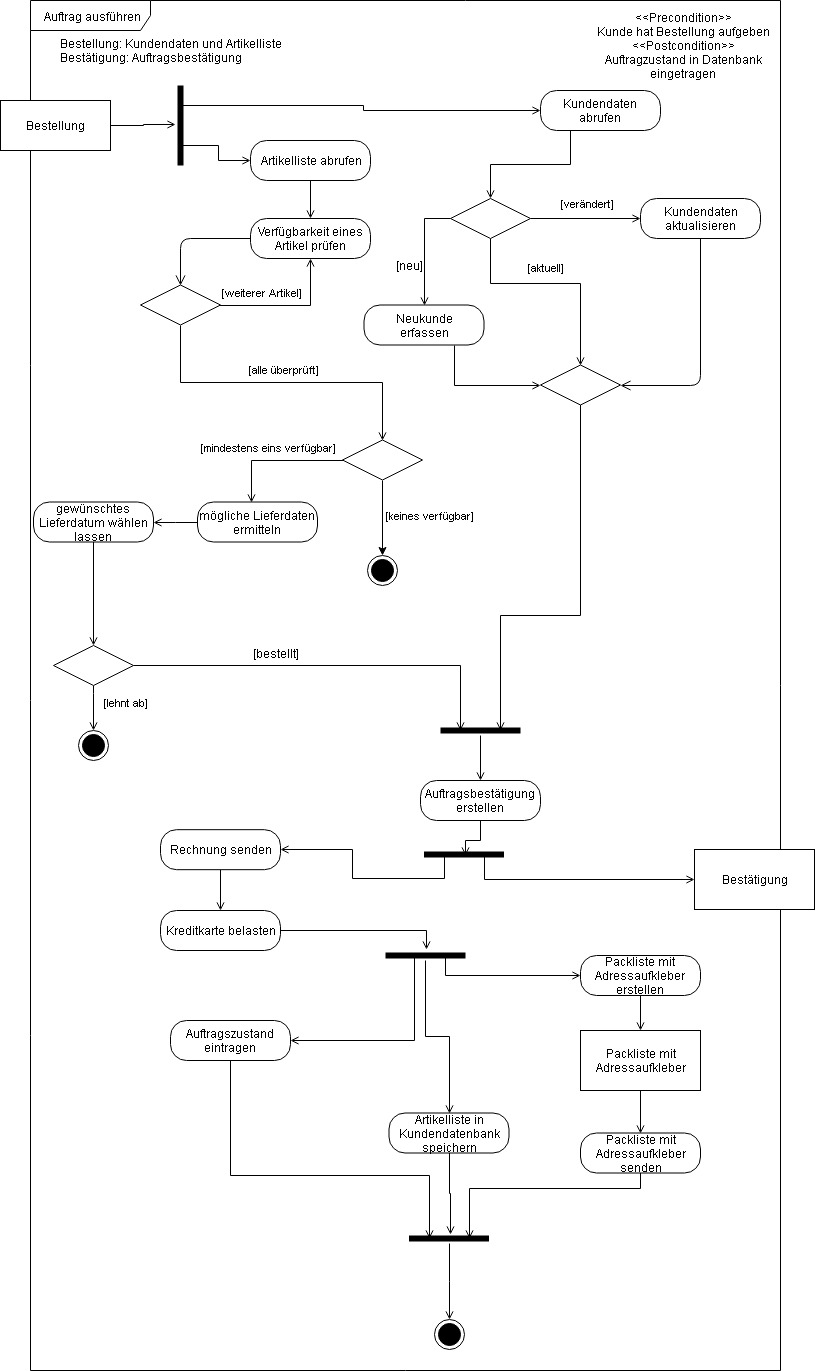 Auftrag ausführen
Bestellung: Kundendaten und Artikelliste
Bestätigung: Auftragsbestätigung
<<Precondition>>
Kunde hat Bestellung aufgeben
<<Postcondition>>
Auftragzustand in Datenbank
eingetragen
Bestellung
Kundendaten
abrufen
Artikelliste abrufen
Verfügbarkeit eines
Artikel prüfen
[weiterer Artikel]
[verändert]
Kundendaten
aktualisieren
[neu]
[aktuell]
Neukunde
erfassen
[alle überprüft]
[mindestens eins verfügbar]
[keines verfügbar]
mögliche Lieferdaten
ermitteln
gewünschtes
Lieferdatum wählen
lassen
[bestellt]
[lehnt ab]
Auftragsbestätigung
erstellen
Rechnung senden
Bestätigung
Kreditkarte belasten
Packliste mit
Adressaufkleber
erstellen
Auftragszustand
eintragen
Packliste mit
Adressaufkleber
Artikelliste in
Kundendatenbank
speichern
Packliste mit
Adressaufkleber
senden